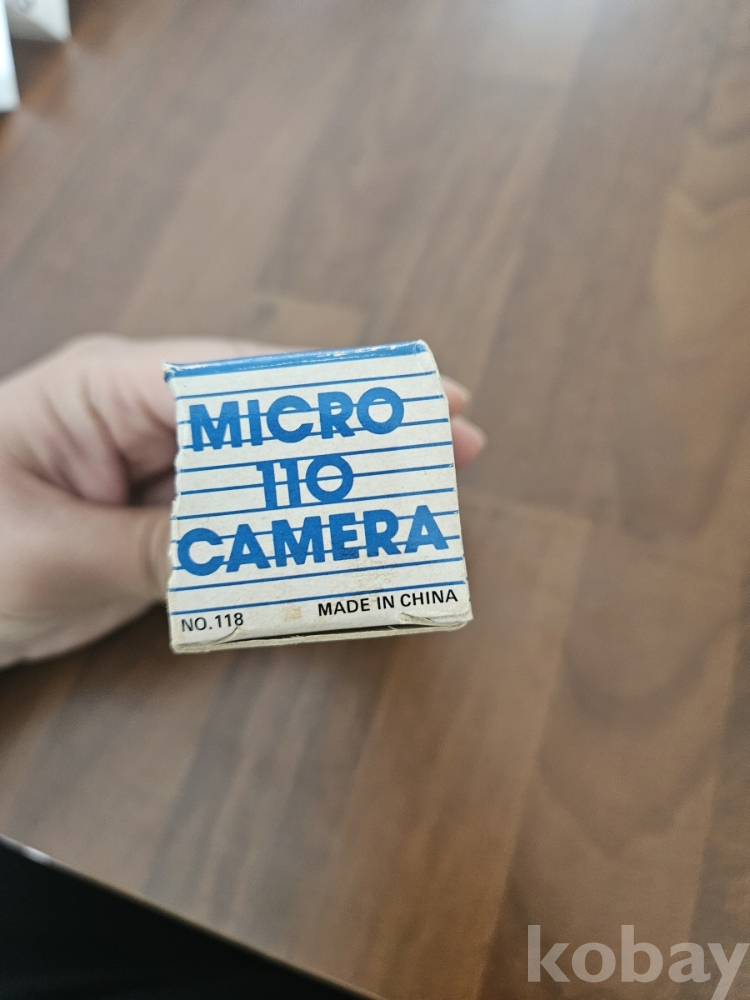 MICRO
110
CAMERA
NO.118 MADE IN CHINA
kobay